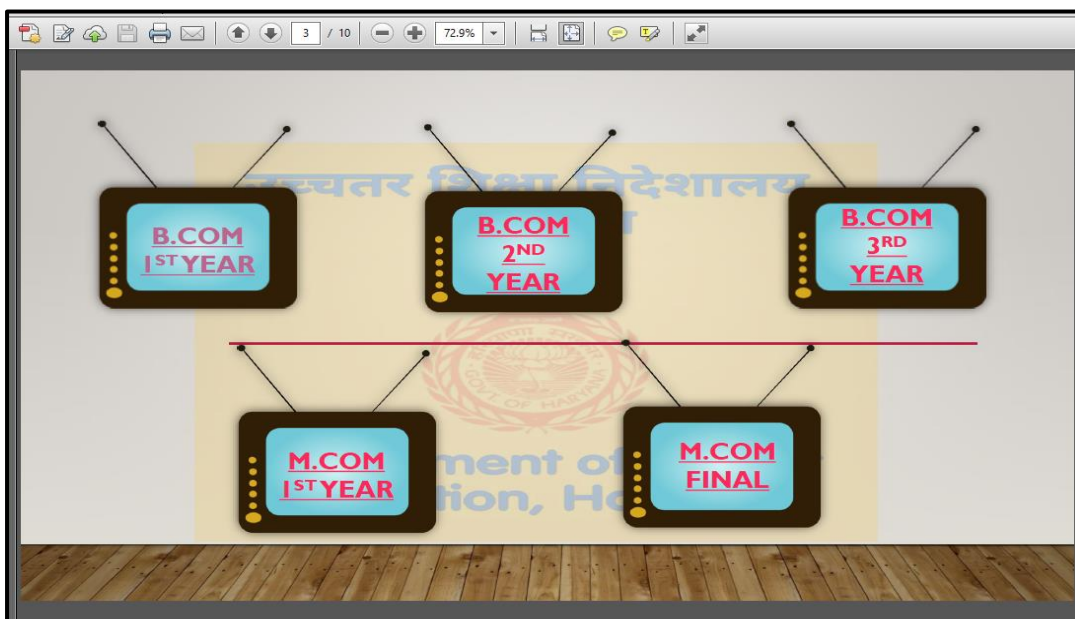 3 / 10
72.9%
उच्चतर शिक्षा निदेशालय
B.COM
1ST YEAR
B.COM
2ND
YEAR
B.COM
3RD
YEAR
GOVT. OF HARYANA
M.COM
1ST YEAR
M.COM
FINAL